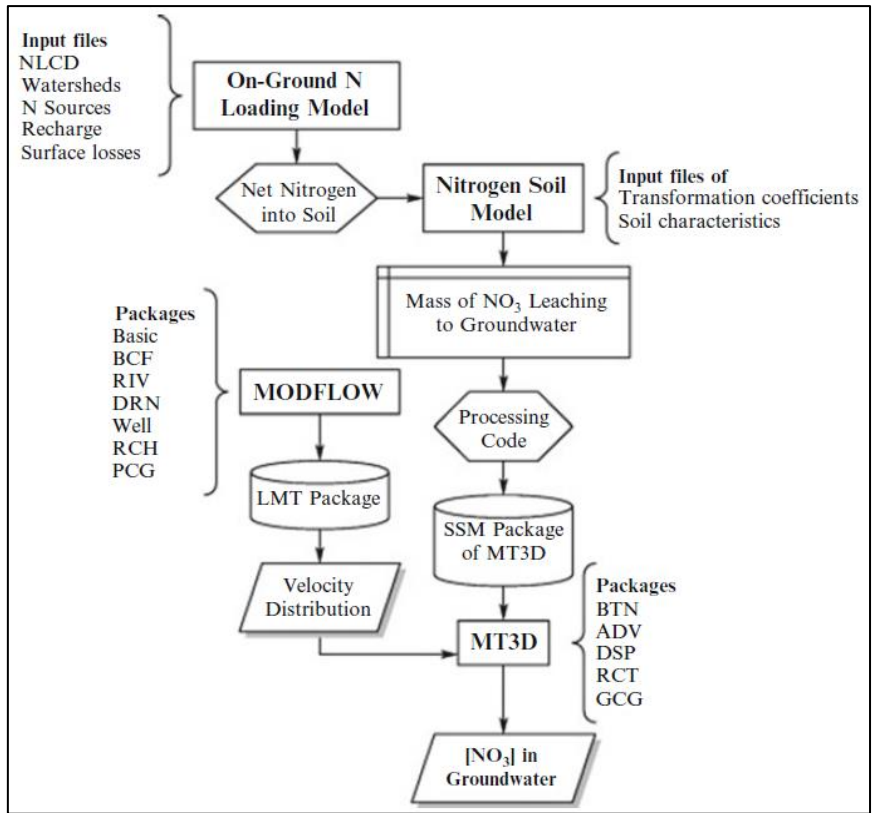 Input files
NLCD
Watersheds
N Sources
Recharge
Surface losses
On-Ground N
Loading Model
Net Nitrogen
into Soil
Nitrogen Soil
Model
Input files of
Transformation coefficients
Soil characteristics
Mass of NO₃ Leaching
to Groundwater
Packages
Basic
BCF
RIV
DRN
Well
RCH
PCG
MODFLOW
LMT Package
Velocity
Distribution
Processing
Code
SSM Package
of MT3D
MT3D
Packages
BTN
ADV
DSP
RCT
GCG
[NO₃] in
Groundwater